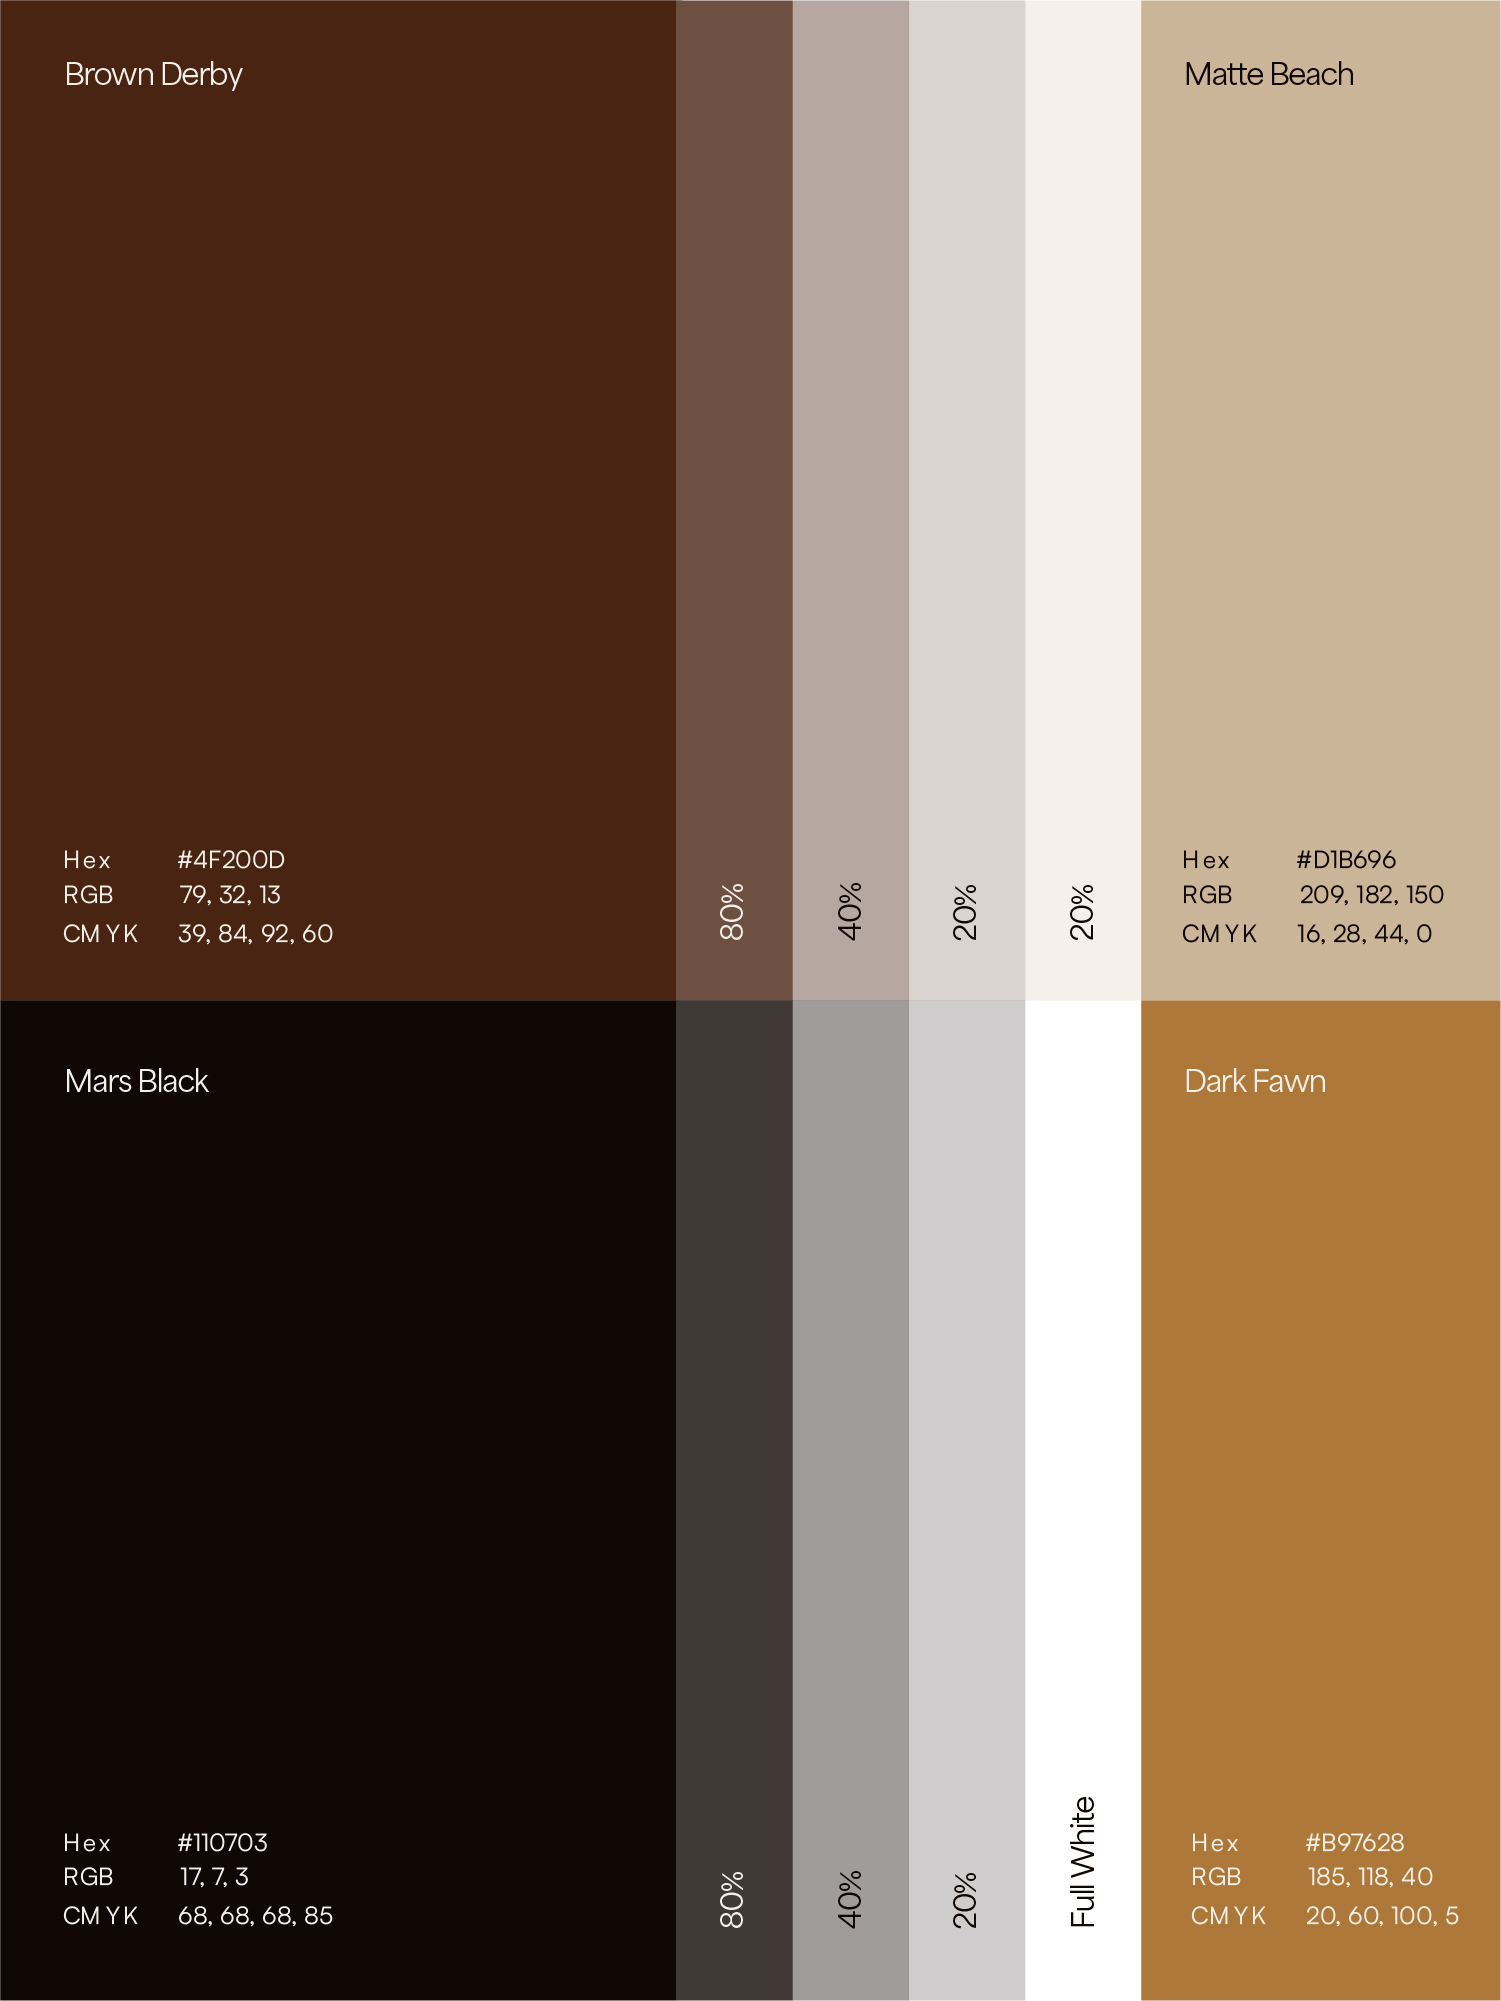 Brown Derby
Hex #4F200D
RGB 79, 32, 13
CMYK 39, 84, 92, 60
80%
40%
20%
20%
Matte Beach
Hex #D1B696
RGB 209, 182, 150
CMYK 16, 28, 44, 0
Mars Black
Hex #110703
RGB 17, 7, 3
CMYK 68, 68, 68, 85
80%
40%
20%
Full White
Dark Fawn
Hex #B97628
RGB 185, 118, 40
CMYK 20, 60, 100, 5